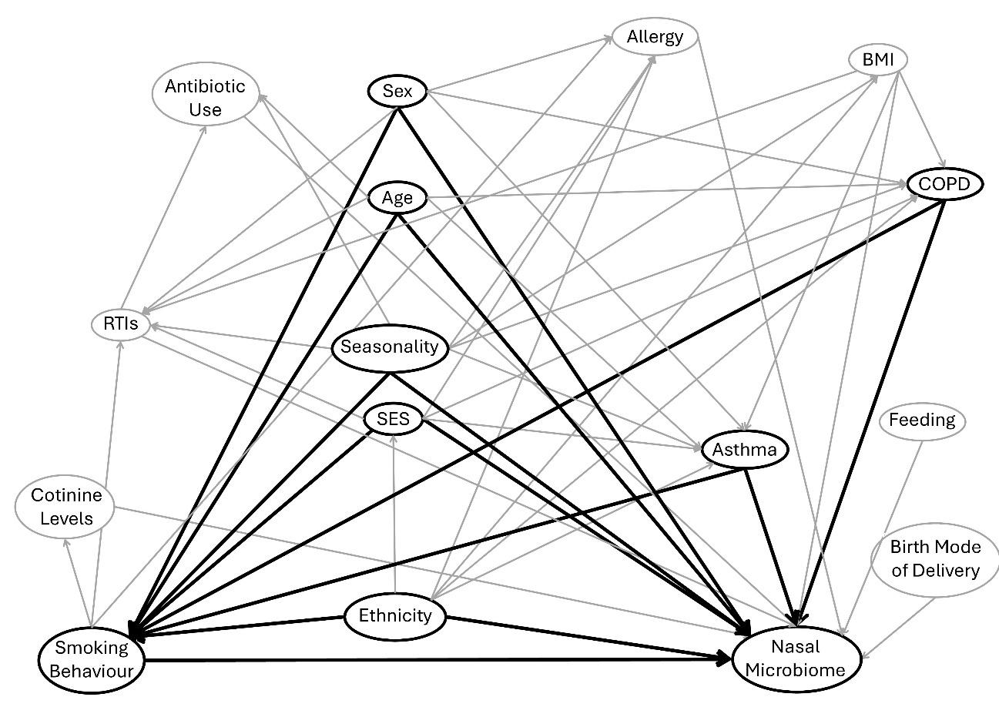 Allergy
BMI
Antibiotic
Use
Sex
COPD
Age
RTIs
Seasonality
SES
Feeding
Asthma
Cotinine
Levels
Birth Mode
of Delivery
Ethnicity
Smoking
Behaviour
Nasal
Microbiome